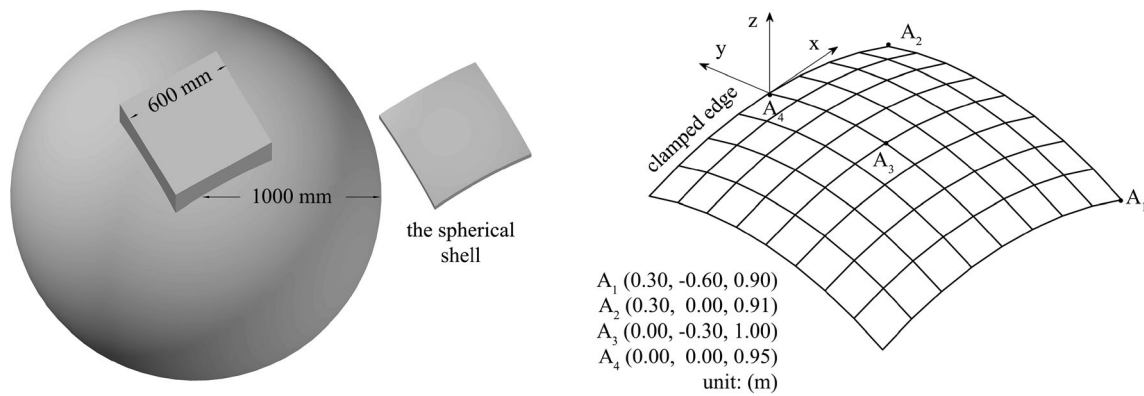 600 mm
1000 mm
the spherical
shell
z
x
y
A2
A4
clamped edge
A3
A1
A1 (0.30, -0.60, 0.90)
A2 (0.30, 0.00, 0.91)
A3 (0.00, -0.30, 1.00)
A4 (0.00, 0.00, 0.95)
unit: (m)